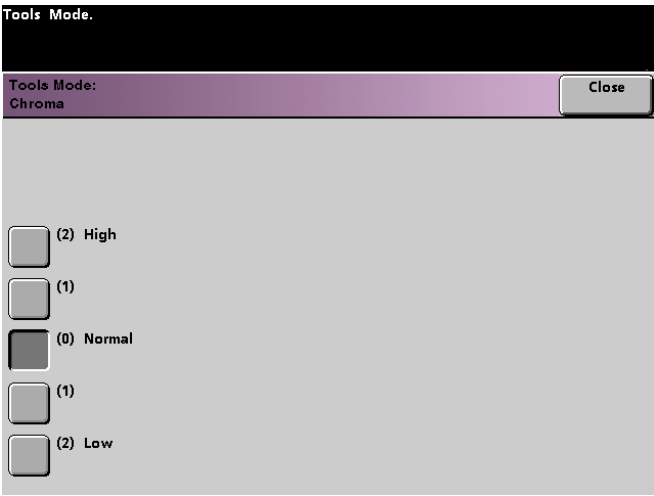 Tools Mode.
Tools Mode:
Chroma
Close
(2) High
(1)
(0) Normal
(1)
(2) Low